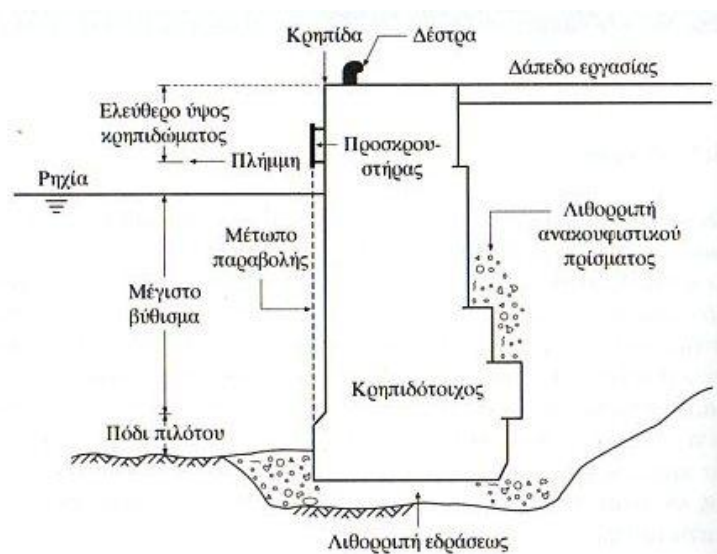 Κρηπίδα
Δέστρα
Δάπεδο εργασίας
Ελεύθερο ύψος
κρηπιδώματος
Πλήμμη
Προσκρου-
στήρας
Ρηχία
Λιθορριπή
ανακουφιστικού
πρίσματος
Μέτωπο
παραβολής
Μέγιστο
βύθισμα
Κρηπιδότοιχος
Πόδι πιλότου
Λιθορριπή εδράσεως